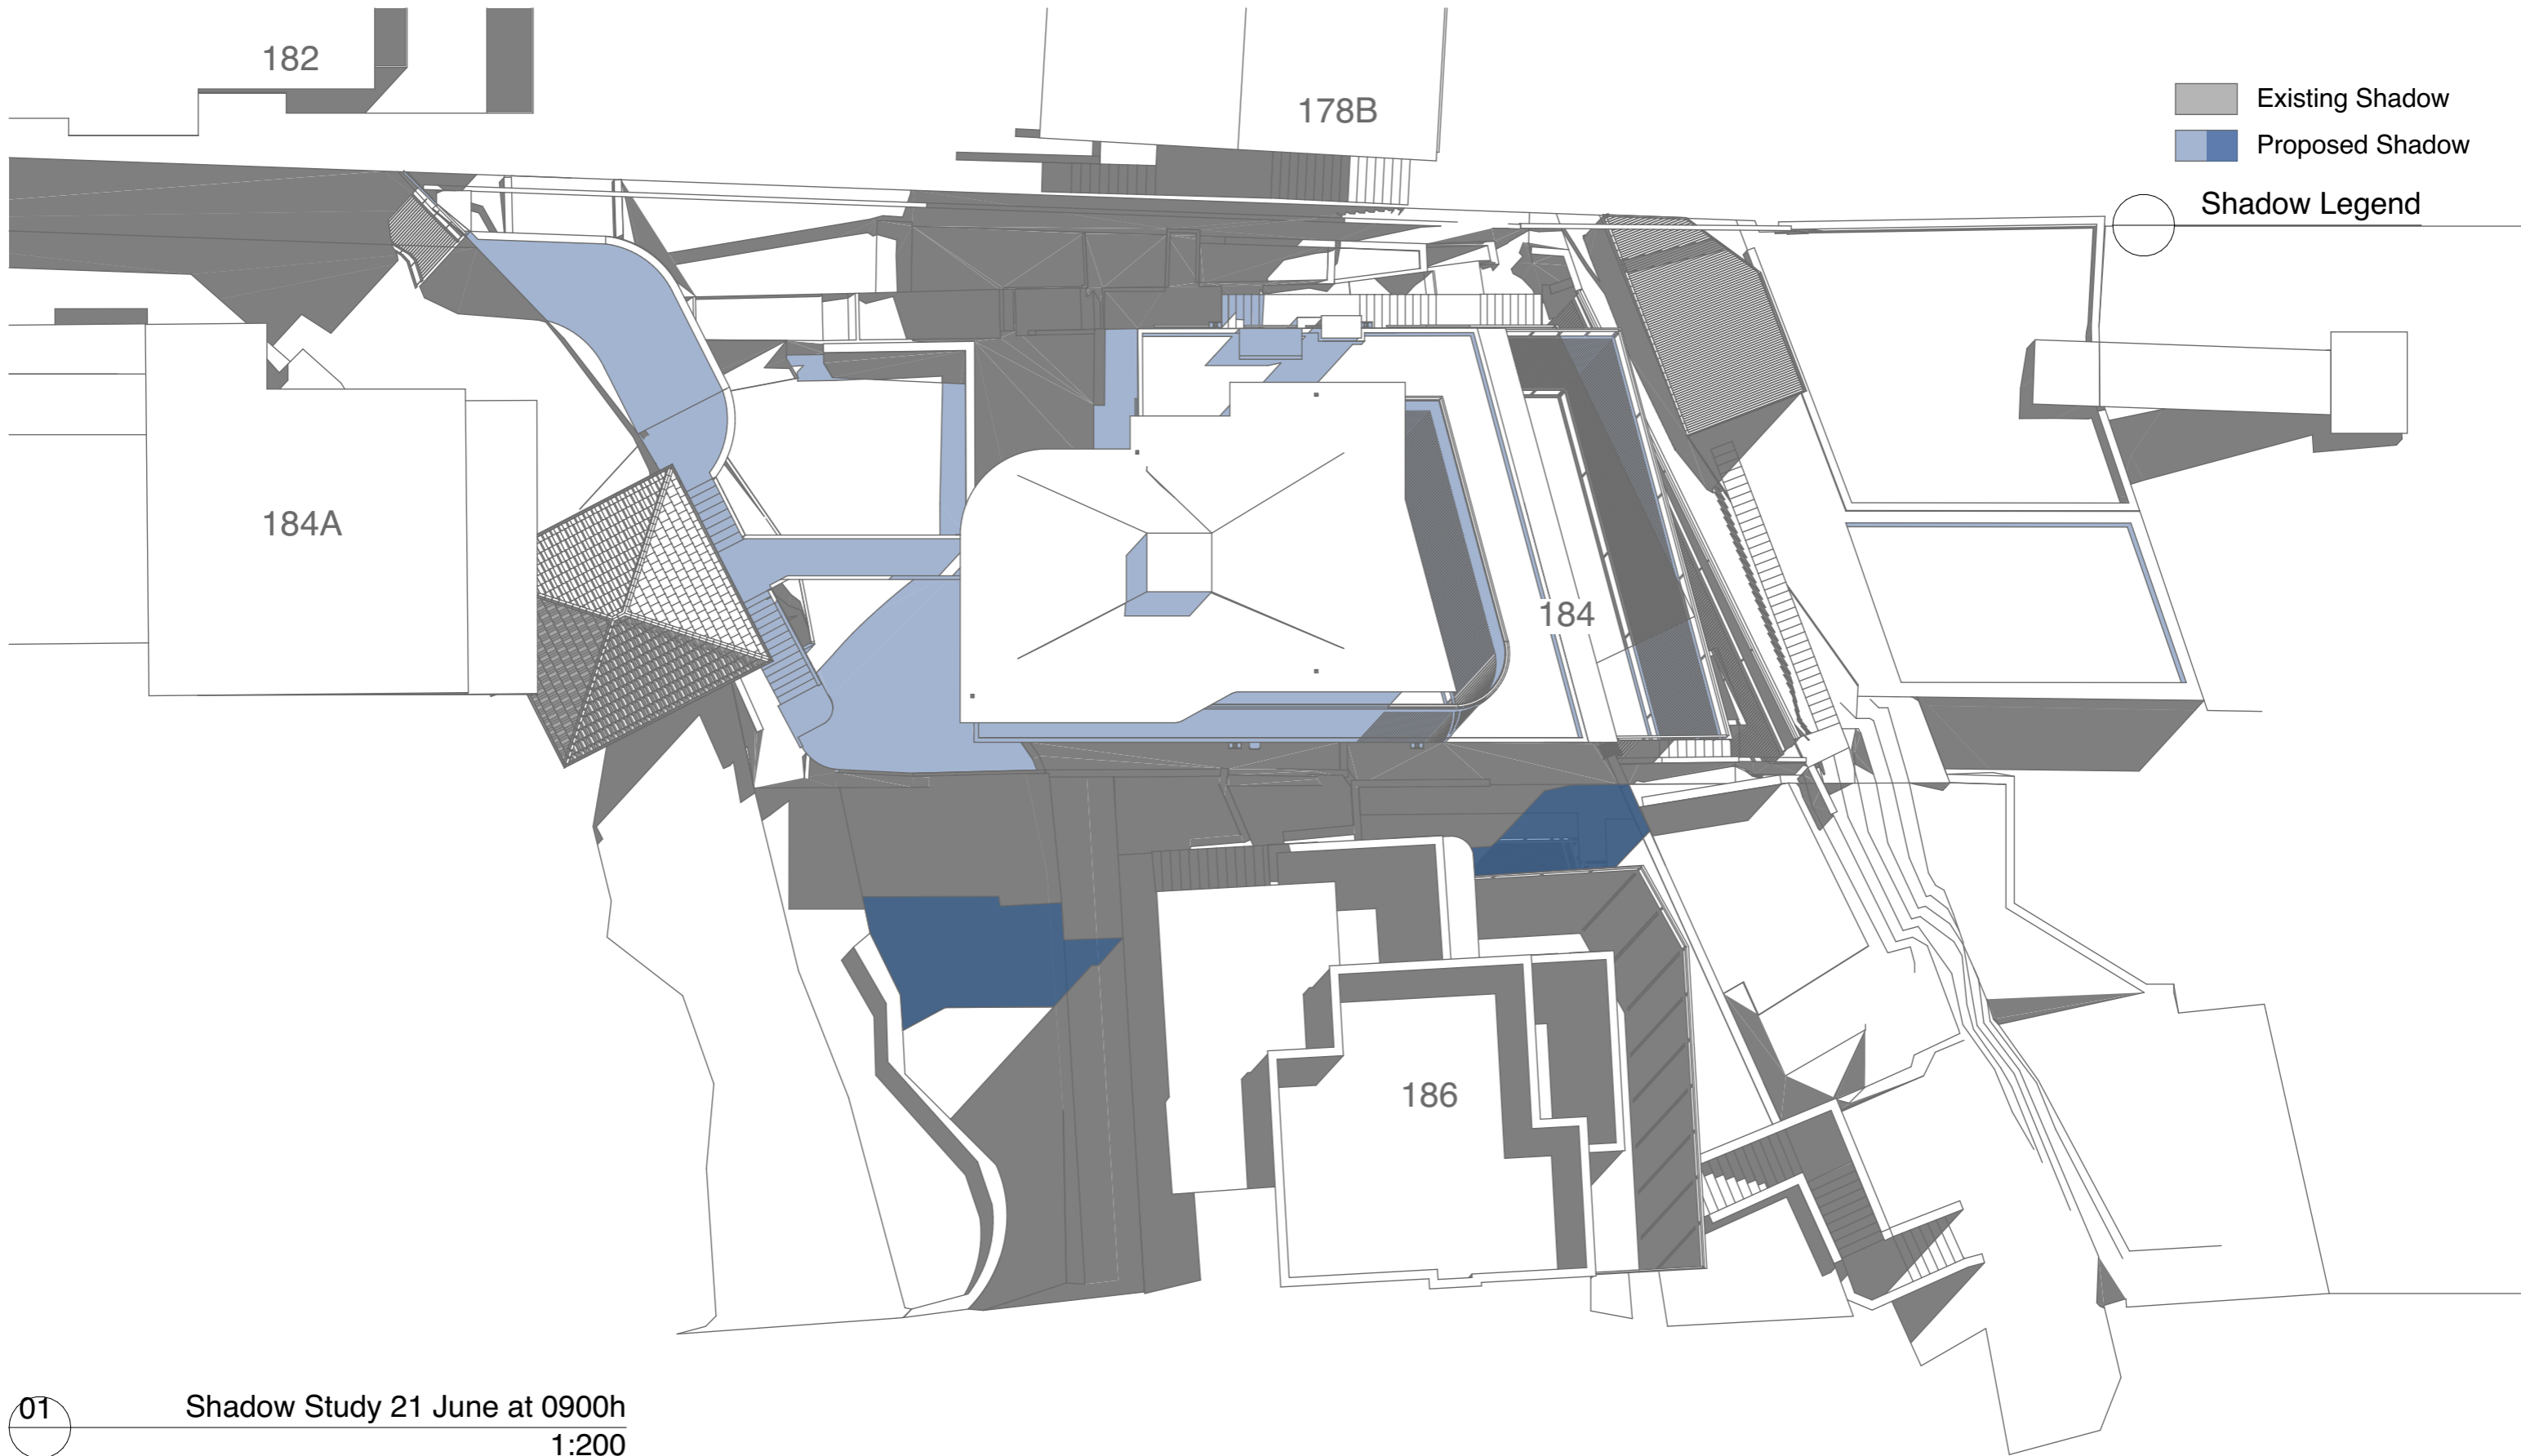 182
178B
Existing Shadow
Proposed Shadow
Shadow Legend
184A
184
186
01
Shadow Study 21 June at 0900h
1:200